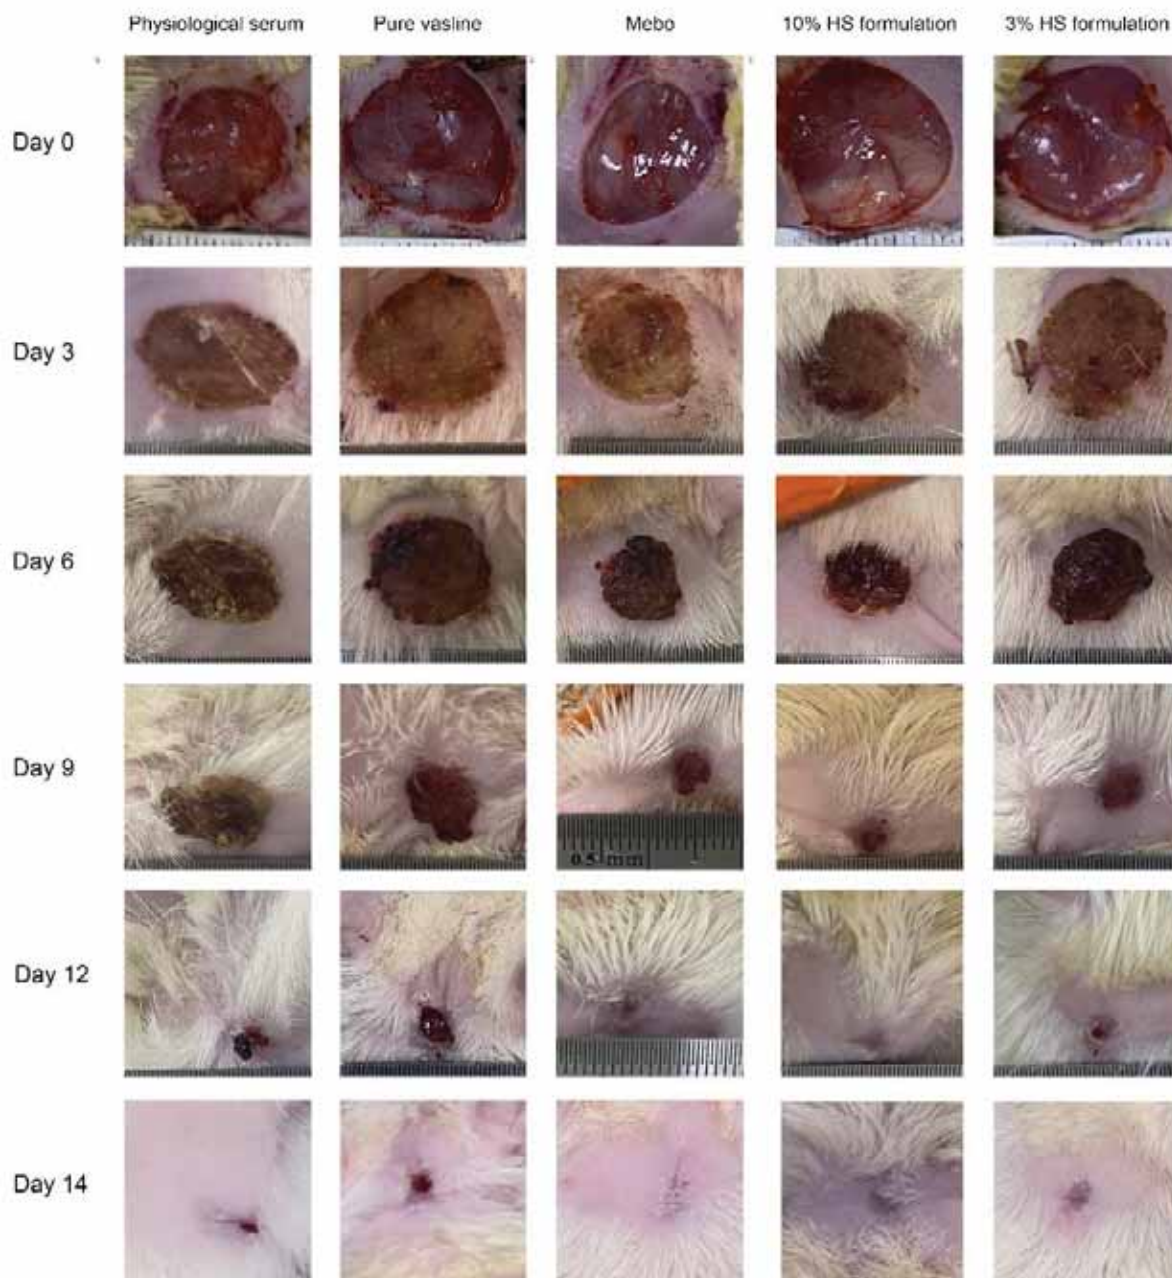 Physiological serum Pure vasline Mebo 10% HS formulation 3% HS formulation
Day 0
Day 3
Day 6
Day 9
0.5 mm
Day 12
Day 14